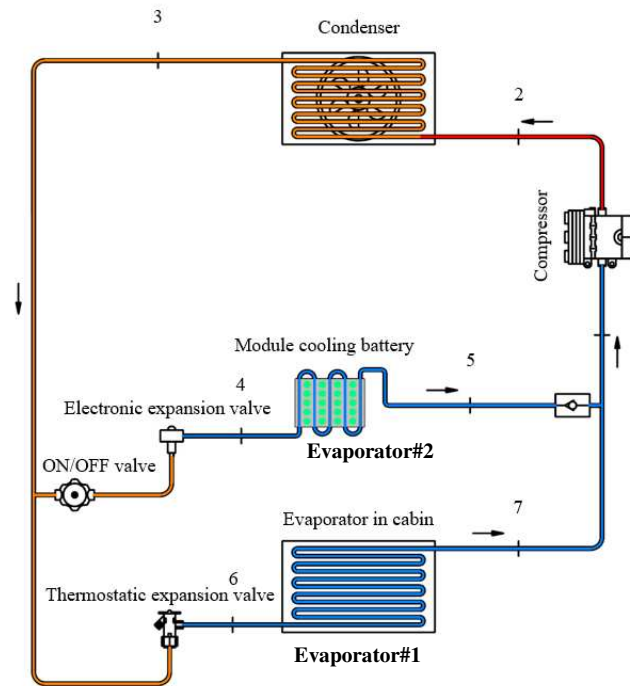 3
Condenser
2
Compressor
Module cooling battery
5
4
Electronic expansion valve
Evaporator#2
ON/OFF valve
Evaporator in cabin
7
6
Thermostatic expansion valve
Evaporator#1